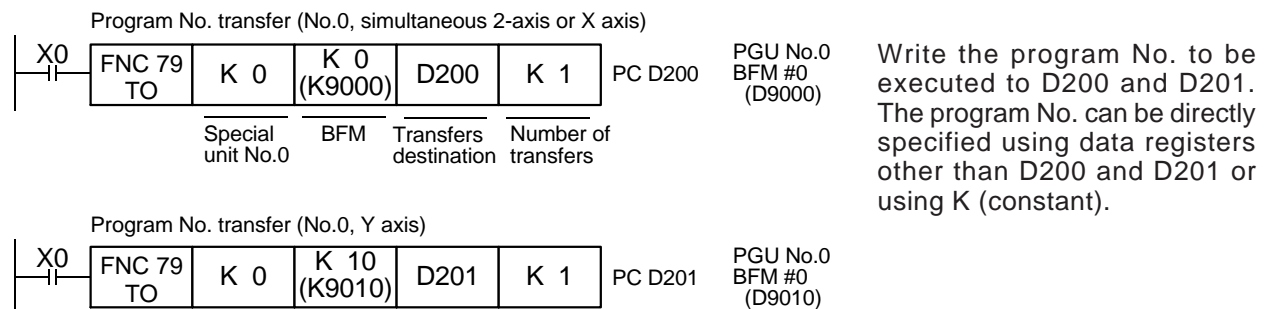 Program No. transfer (No.0, simultaneous 2-axis or X axis)
X0
FNC 79
TO
K 0
K 0
(K9000)
D200
K 1
PC D200
PGU No.0
BFM #0
(D9000)
Special
unit No.0
BFM
Transfers
destination
Number of
transfers
Write the program No. to be
executed to D200 and D201.
The program No. can be directly
specified using data registers
other than D200 and D201 or
using K (constant).
Program No. transfer (No.0, Y axis)
X0
FNC 79
TO
K 0
K 10
(K9010)
D201
K 1
PC D201
PGU No.0
BFM #0
(D9010)